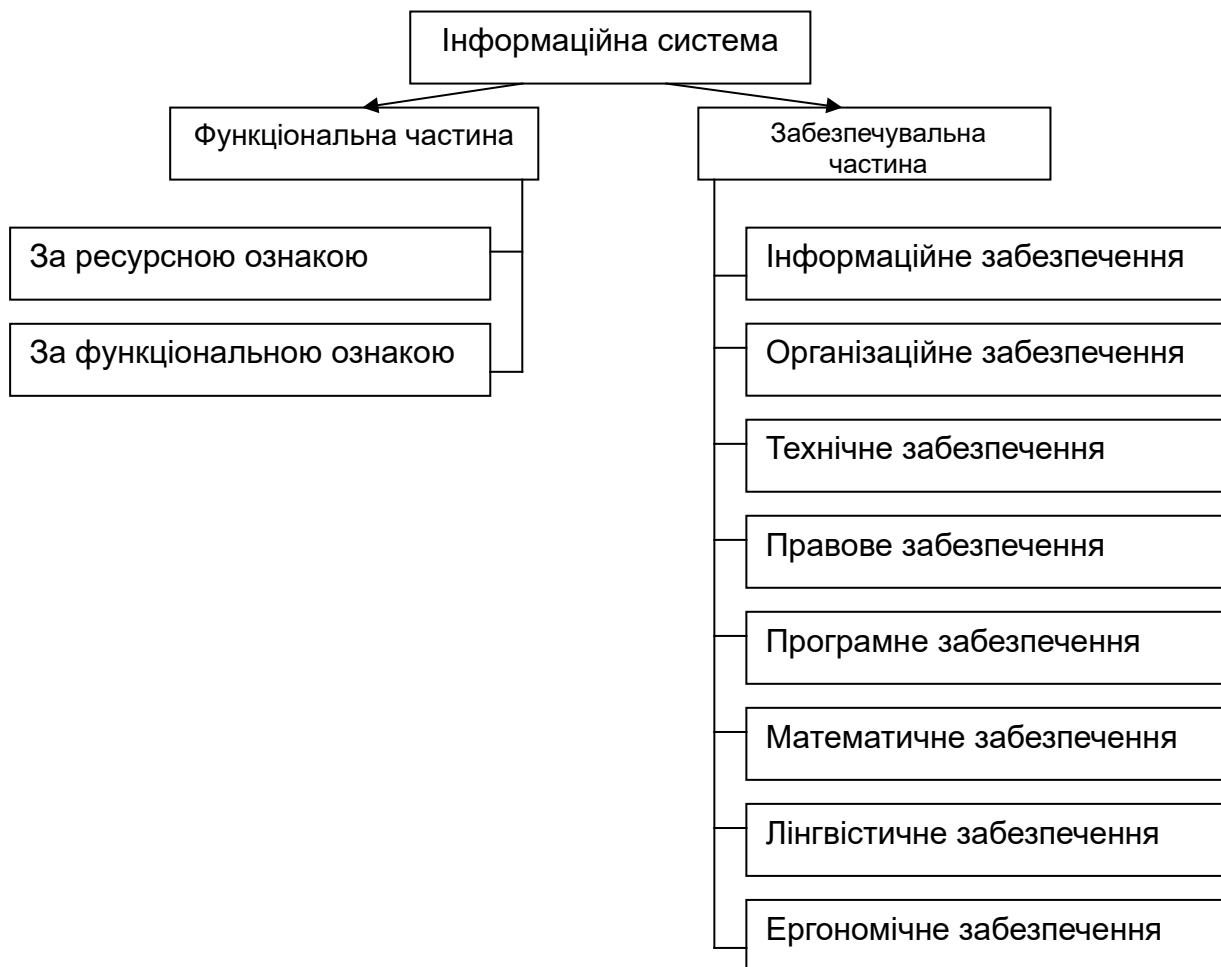 Інформаційна система
Функціональна частина
Забезпечувальна
частина
За ресурсною ознакою
За функціональною ознакою
Інформаційне забезпечення
Організаційне забезпечення
Технічне забезпечення
Правове забезпечення
Програмне забезпечення
Математичне забезпечення
Лінгвістичне забезпечення
Ергономічне забезпечення